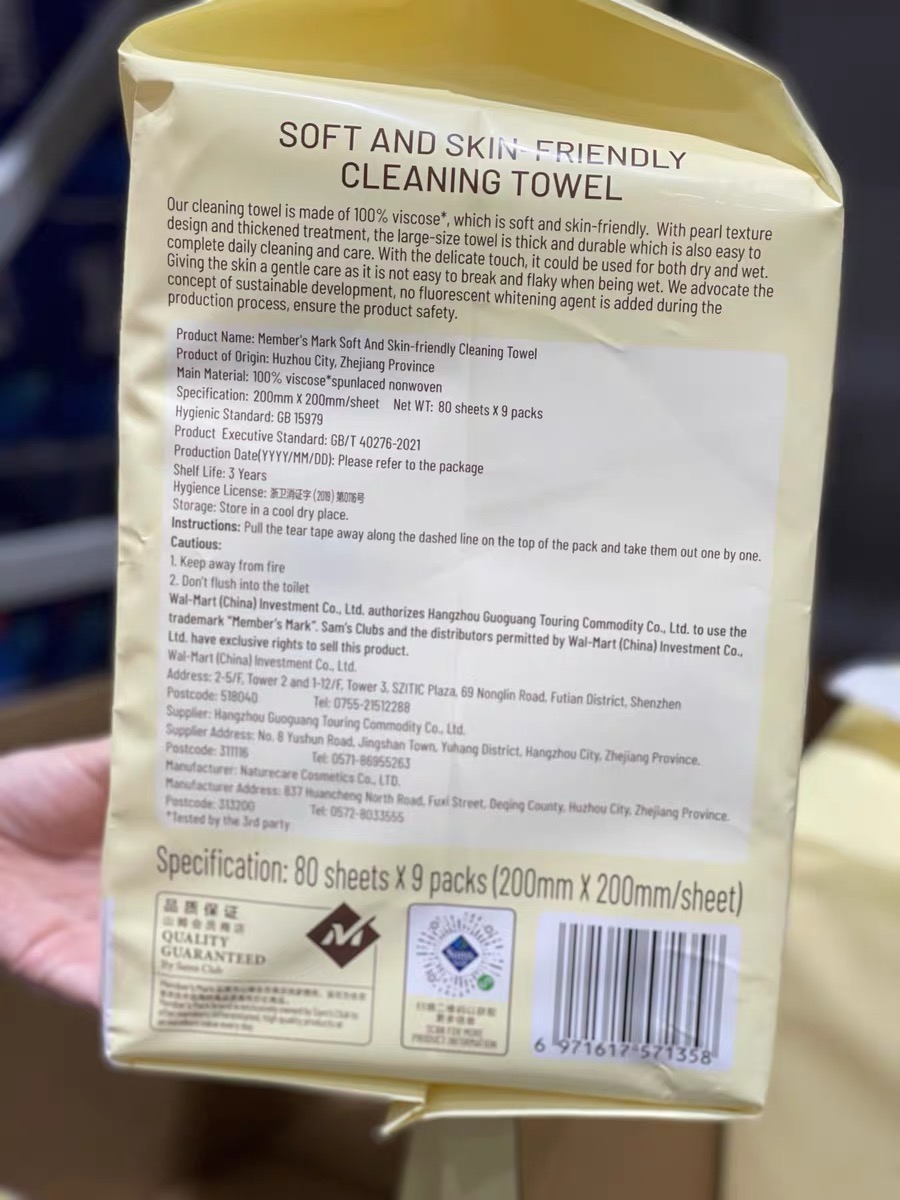 SOFT AND SKIN-FRIENDLY
CLEANING TOWEL
Our cleaning towel is made of 100% viscose*, which is soft and skin-friendly. With pearl texture
design and thickened treatment, the large-size towel is thick and durable which is also easy to
complete daily cleaning and care. With the delicate touch, it could be used for both dry and wet.
Giving the skin a gentle care as it is not easy to break and flaky when being wet. We advocate the
concept of sustainable development, no fluorescent whitening agent is added during the
production process, ensure the product safety.
Product Name: Member's Mark Soft And Skin-friendly Cleaning Towel
Product of Origin: Huzhou City, Zhejiang Province
Main Material: 100% viscose*spunlaced nonwoven
Specification: 200mm X 200mm/sheet Net WT: 80 sheets X 9 packs
Hygienic Standard: GB 15979
Product Executive Standard: GB/T 40276-2021
Production Date(YYYY/MM/DD): Please refer to the package
Shelf Life: 3 Years
Hygience License: 浙卫消证字 (2018) 第0116号
Storage: Store in a cool dry place.
Instructions: Pull the tear tape away along the dashed line on the top of the pack and take them out one by one.
Cautious:
1. Keep away from fire
2. Don't flush into the toilet
Wal-Mart (China) Investment Co., Ltd. authorizes Hangzhou Guoguang Touring Commodity Co., Ltd. to use the
trademark "Member's Mark". Sam's Clubs and the distributors permitted by Wal-Mart (China) Investment Co.,
Ltd. have exclusive rights to sell this product.
Wal-Mart (China) Investment Co., Ltd.
Address: 2-5/F, Tower 2 and 1-12/F, Tower 3, SZITIC Plaza, 69 Nonglin Road, Futian District, Shenzhen
Postcode: 518040 Tel: 0755-21512288
Supplier: Hangzhou Guoguang Touring Commodity Co., Ltd.
Supplier Address: No. 8 Yushun Road, Jingshan Town, Yuhang District, Hangzhou City, Zhejiang Province.
Postcode: 311116 Tel: 0571-86955263
Manufacturer: Naturecare Cosmetics Co., LTD.
Manufacturer Address: 837 Huancheng North Road, Fuxi Street, Deqing County, Huzhou City, Zhejiang Province.
Postcode: 313200 Tel: 0572-8033555
*Tested by the 3rd party
Specification: 80 sheets X 9 packs (200mm X 200mm/sheet)
品质保证
山姆会员商店
QUALITY
GUARANTEED
By Sams Club
SCAN FOR MORE
PRODUCT INFORMATION
6 971617 571358